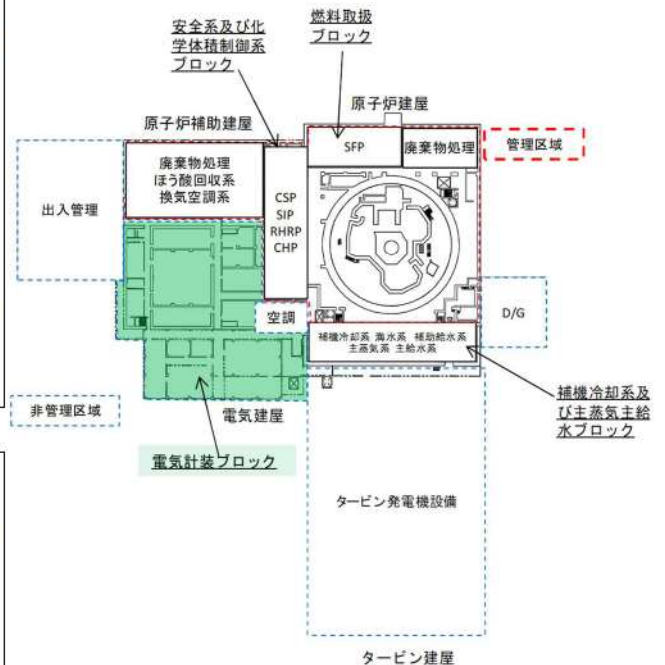 安全系及び化
学体積制御系
ブロック
燃料取扱
ブロック
原子炉補助建屋
原子炉建屋
廃棄物処理
ほう酸回収系
換気空調系
SFP
廃棄物処理
管理区域
出入管理
CSP
SIP
RHRP
CHP
空調
D/G
補機冷却系 海水系 補助給水系
主蒸気系 主給水系
非管理区域
電気建屋
補機冷却系及
び主蒸気主給
水ブロック
電気計装ブロック
タービン発電機設備
タービン建屋